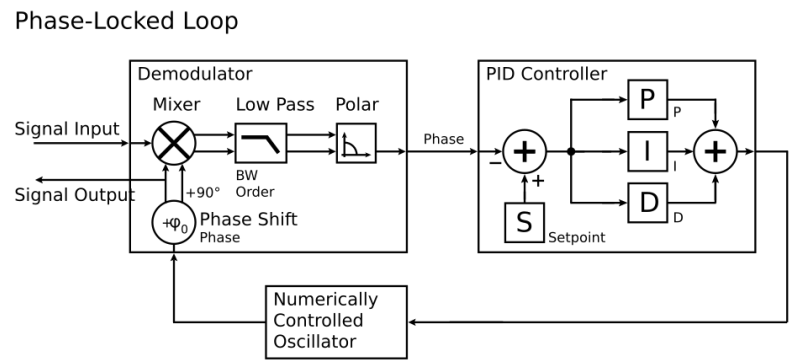 Phase-Locked Loop
Demodulator
PID Controller
Mixer
Low Pass
Polar
Signal Input
Signal Output
BW
Order
+90°
+φ0
Phase Shift
Phase
Phase
−
+
+
S
Setpoint
P
P
I
I
D
D
+
Numerically
Controlled
Oscillator